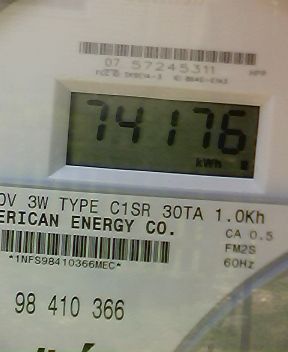 07 57245311
74176
kWh
0V 3W TYPE C1SR 30TA 1.0Kh
ERICAN ENERGY CO.
CA 0.5
FM2S
*1NFS98410366MEC*
60Hz
98 410 366